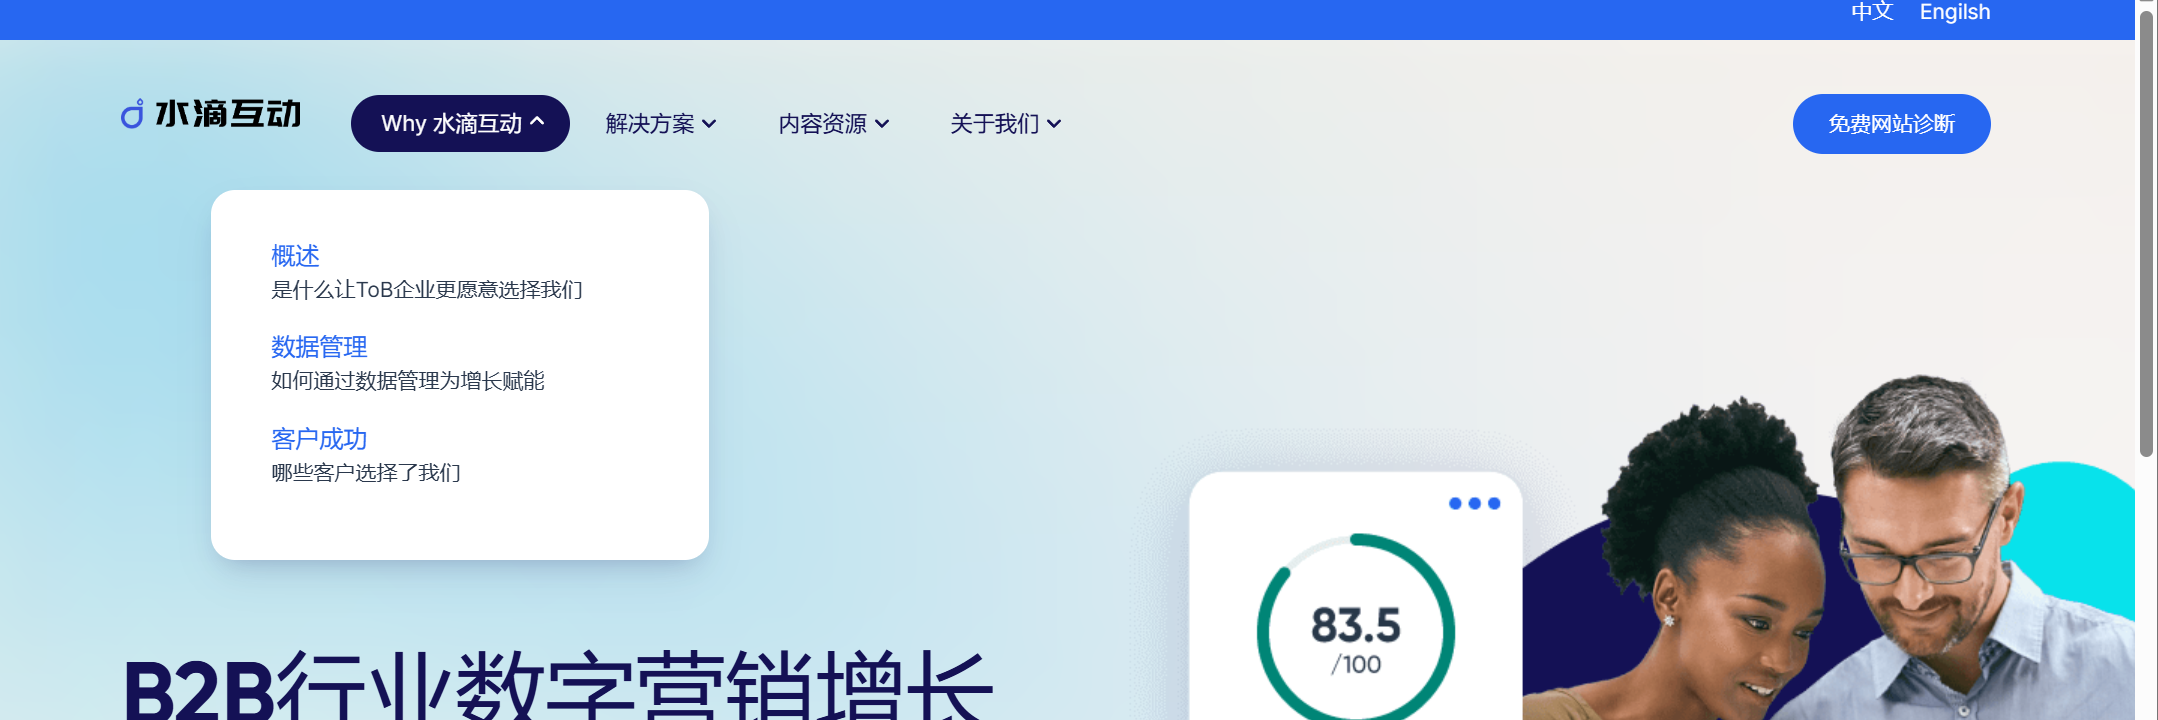 中文 Engilsh
水滴互动 Why 水滴互动 解决方案 内容资源 关于我们 免费网站诊断
概述
是什么让ToB企业更愿意选择我们
数据管理
如何通过数据管理为增长赋能
客户成功
哪些客户选择了我们
83.5
/100
B2B行业数字营销增长